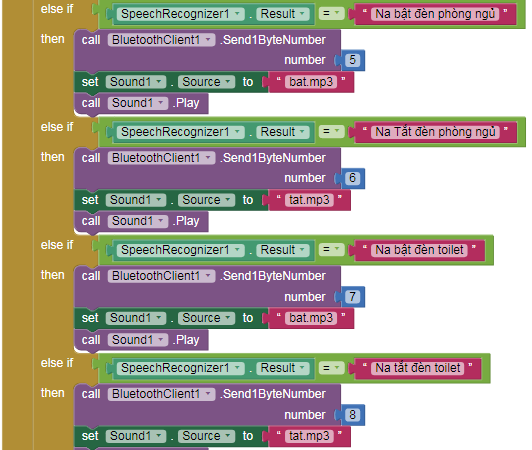 else if SpeechRecognizer1 . Result = “ Na bật đèn phòng ngủ ”
then call BluetoothClient1 .Send1ByteNumber
number 5
set Sound1 . Source to “ bat.mp3 ”
call Sound1 .Play
else if SpeechRecognizer1 . Result = “ Na Tắt đèn phòng ngủ ”
then call BluetoothClient1 .Send1ByteNumber
number 6
set Sound1 . Source to “ tat.mp3 ”
call Sound1 .Play
else if SpeechRecognizer1 . Result = “ Na bật đèn toilet ”
then call BluetoothClient1 .Send1ByteNumber
number 7
set Sound1 . Source to “ bat.mp3 ”
call Sound1 .Play
else if SpeechRecognizer1 . Result = “ Na tắt đèn toilet ”
then call BluetoothClient1 .Send1ByteNumber
number 8
set Sound1 . Source to “ tat.mp3 ”